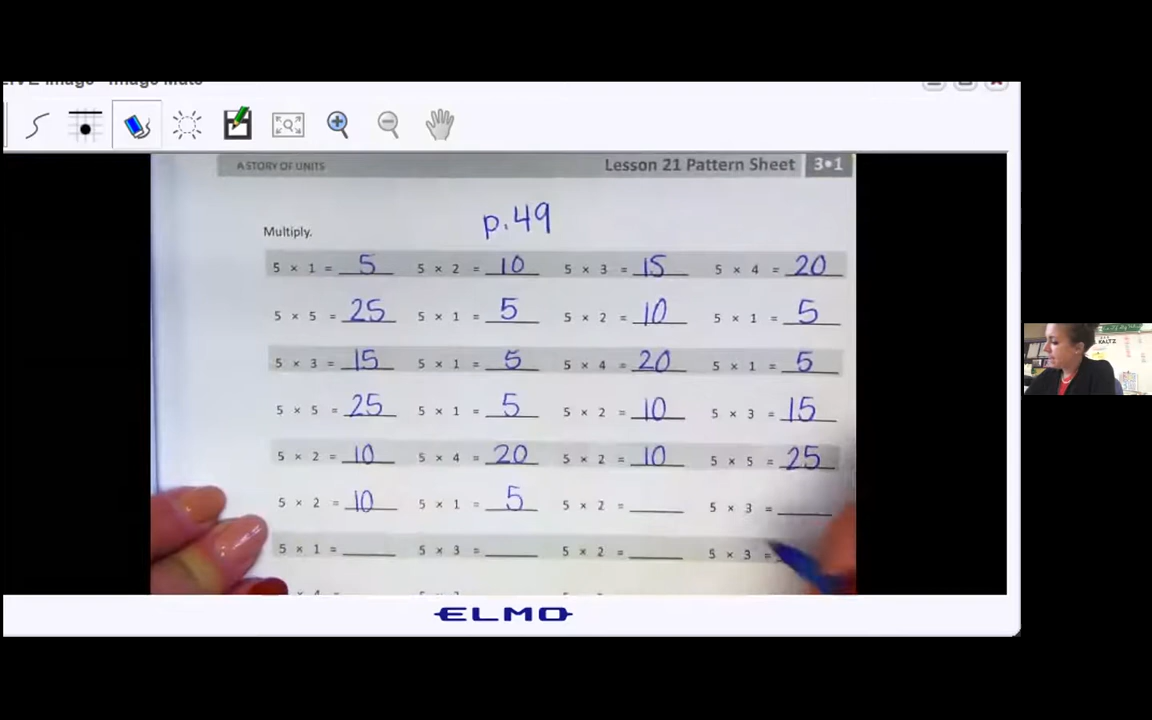 A STORY OF UNITS Lesson 21 Pattern Sheet 3•1
p.49
Multiply.
5 × 1 = 5 5 × 2 = 10 5 × 3 = 15 5 × 4 = 20
5 × 5 = 25 5 × 1 = 5 5 × 2 = 10 5 × 1 = 5
5 × 3 = 15 5 × 1 = 5 5 × 4 = 20 5 × 1 = 5
5 × 5 = 25 5 × 1 = 5 5 × 2 = 10 5 × 3 = 15
5 × 2 = 10 5 × 4 = 20 5 × 2 = 10 5 × 5 = 25
5 × 2 = 10 5 × 1 = 5 5 × 2 = 5 × 3 =
5 × 1 = 5 × 3 = 5 × 2 = 5 × 3 =
ELMO